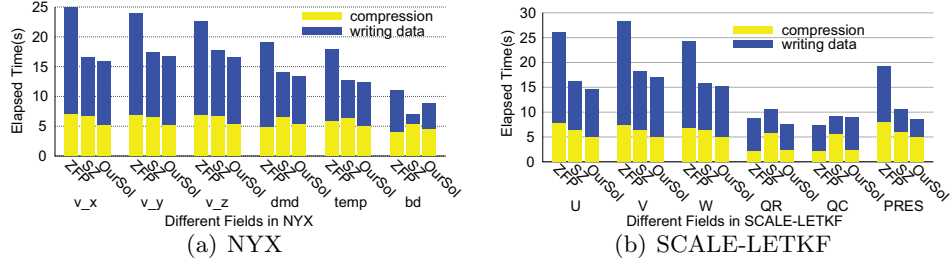 Elapsed Time(s)
25
20
15
10
5
0
compression
writing data
ZFP SZ OurSol ZFP SZ OurSol ZFP SZ OurSol ZFP SZ OurSol ZFP SZ OurSol ZFP SZ OurSol
v_x v_y v_z dmd temp bd
Different Fields in NYX
(a) NYX
Elapsed Time(s)
30
25
20
15
10
5
0
compression
writing data
ZFP SZ OurSol ZFP SZ OurSol ZFP SZ OurSol ZFP SZ OurSol ZFP SZ OurSol ZFP SZ OurSol
U V W QR QC PRES
Different Fields in SCALE-LETKF
(b) SCALE-LETKF